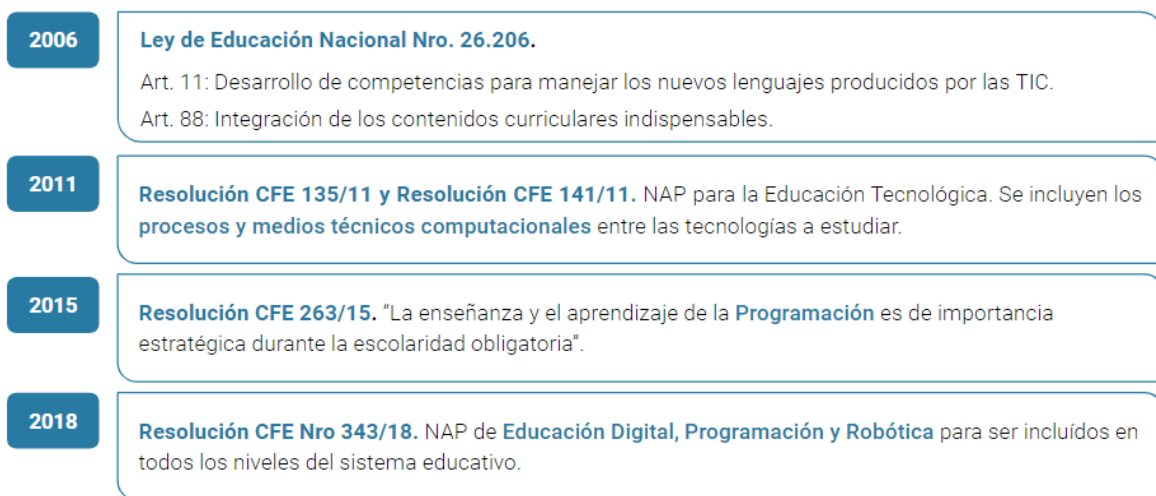 2006
Ley de Educación Nacional Nro. 26.206.
Art. 11: Desarrollo de competencias para manejar los nuevos lenguajes producidos por las TIC.
Art. 88: Integración de los contenidos curriculares indispensables.
2011
Resolución CFE 135/11 y Resolución CFE 141/11. NAP para la Educación Tecnológica. Se incluyen los
procesos y medios técnicos computacionales entre las tecnologías a estudiar.
2015
Resolución CFE 263/15. “La enseñanza y el aprendizaje de la Programación es de importancia
estratégica durante la escolaridad obligatoria”.
2018
Resolución CFE Nro 343/18. NAP de Educación Digital, Programación y Robótica para ser incluídos en
todos los niveles del sistema educativo.